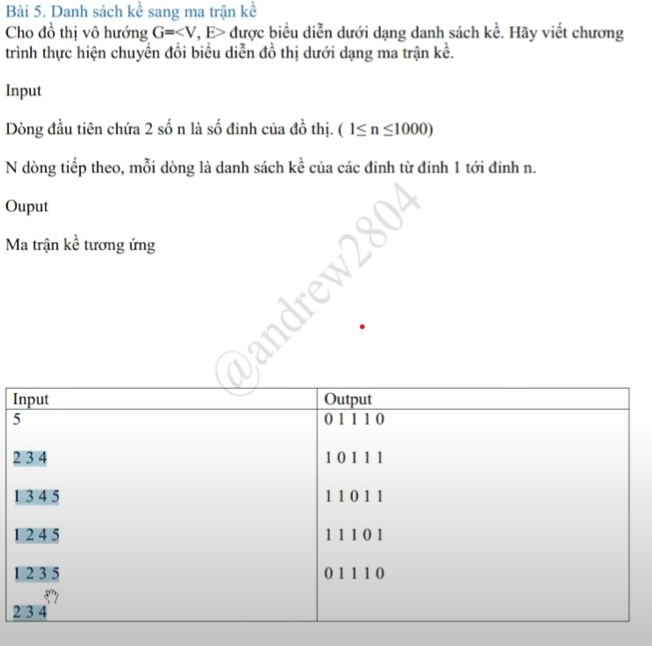 Bài 5. Danh sách kề sang ma trận kề
Cho đồ thị vô hướng G=<V, E> được biểu diễn dưới dạng danh sách kề. Hãy viết chương
trình thực hiện chuyển đổi biểu diễn đồ thị dưới dạng ma trận kề.
Input
Dòng đầu tiên chứa 2 số n là số đỉnh của đồ thị. ( 1≤ n ≤1000)
N dòng tiếp theo, mỗi dòng là danh sách kề của các đỉnh từ đỉnh 1 tới đỉnh n.
Ouput
Ma trận kề tương ứng
@andrew2804
Input Output
5 0 1 1 1 0
2 3 4 1 0 1 1 1
1 3 4 5 1 1 0 1 1
1 2 4 5 1 1 1 0 1
1 2 3 5 0 1 1 1 0
2 3 4